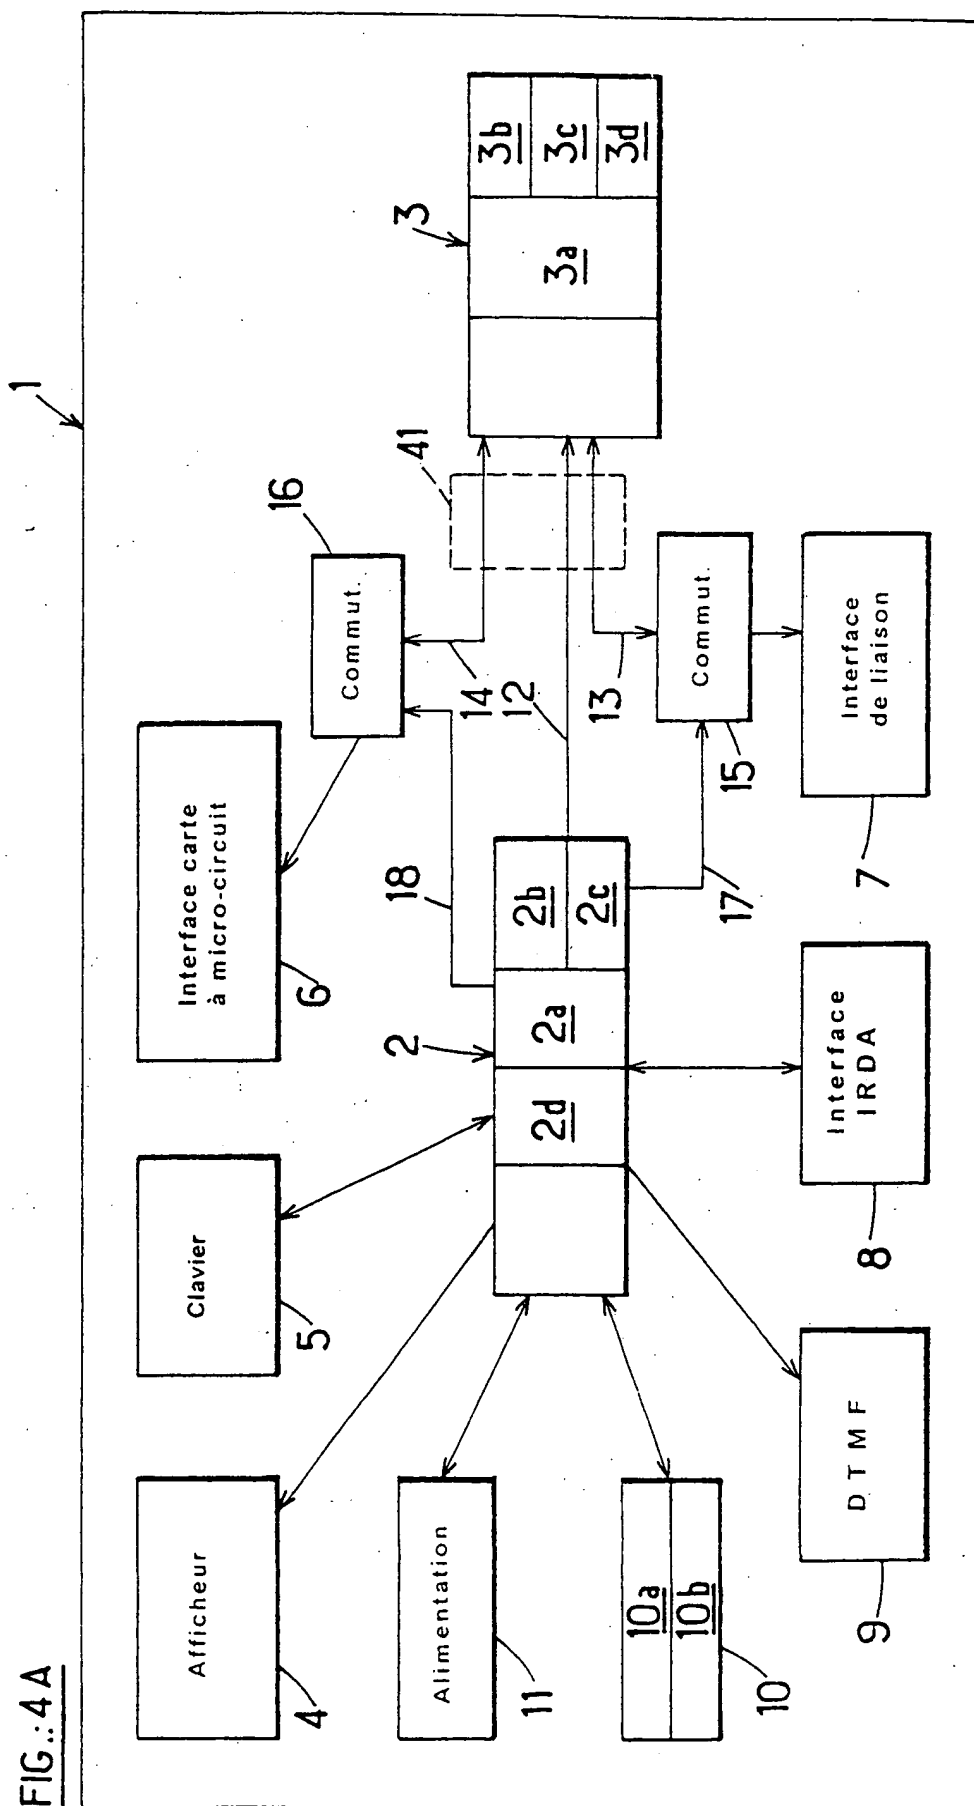 FIG.:4A
1
Afficheur
4
Clavier
5
Interface carte
à micro-circuit
6
Commut.
16
Alimentation
11
2
18
14
12
13
41
3
2d
2a
2b
2c
3a
3b
3c
3d
10a
10b
10
17
Commut.
15
DTMF
9
Interface
IRDA
8
Interface
de liaison
7